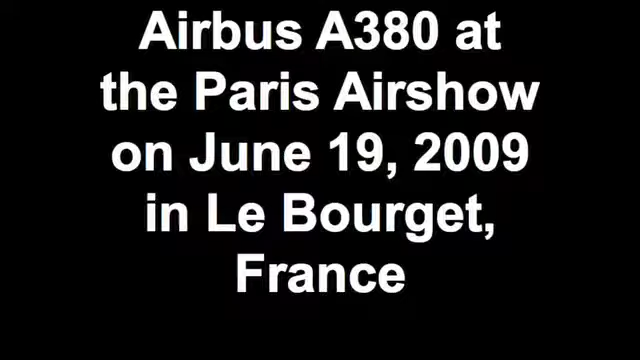 Airbus A380 at
the Paris Airshow
on June 19, 2009
in Le Bourget,
France